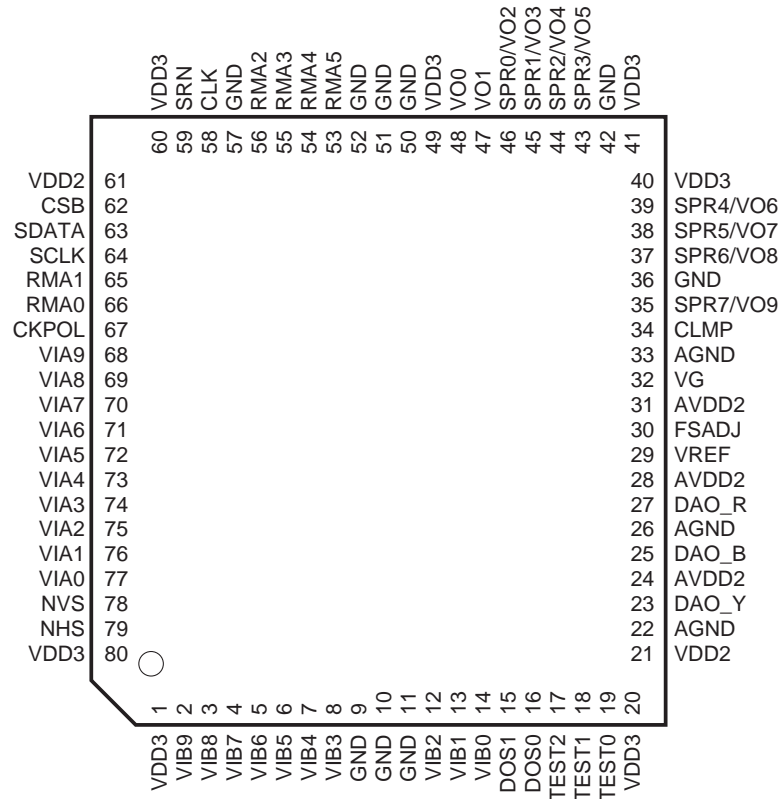 VDD3 SRN CLK GND RMA2 RMA3 RMA4 RMA5 GND GND GND VDD3 VO0 VO1 SPR0/VO2 SPR1/VO3 SPR2/VO4 SPR3/VO5 GND VDD3
60 59 58 57 56 55 54 53 52 51 50 49 48 47 46 45 44 43 42 41
VDD2 61 40 VDD3
CSB 62 39 SPR4/VO6
SDATA 63 38 SPR5/VO7
SCLK 64 37 SPR6/VO8
RMA1 65 36 GND
RMA0 66 35 SPR7/VO9
CKPOL 67 34 CLMP
VIA9 68 33 AGND
VIA8 69 32 VG
VIA7 70 31 AVDD2
VIA6 71 30 FSADJ
VIA5 72 29 VREF
VIA4 73 28 AVDD2
VIA3 74 27 DAO_R
VIA2 75 26 AGND
VIA1 76 25 DAO_B
VIA0 77 24 AVDD2
NVS 78 23 DAO_Y
NHS 79 22 AGND
VDD3 80 21 VDD2
1 2 3 4 5 6 7 8 9 10 11 12 13 14 15 16 17 18 19 20
VDD3 VIB9 VIB8 VIB7 VIB6 VIB5 VIB4 VIB3 GND GND GND VIB2 VIB1 VIB0 DOS1 DOS0 TEST2 TEST1 TEST0 VDD3